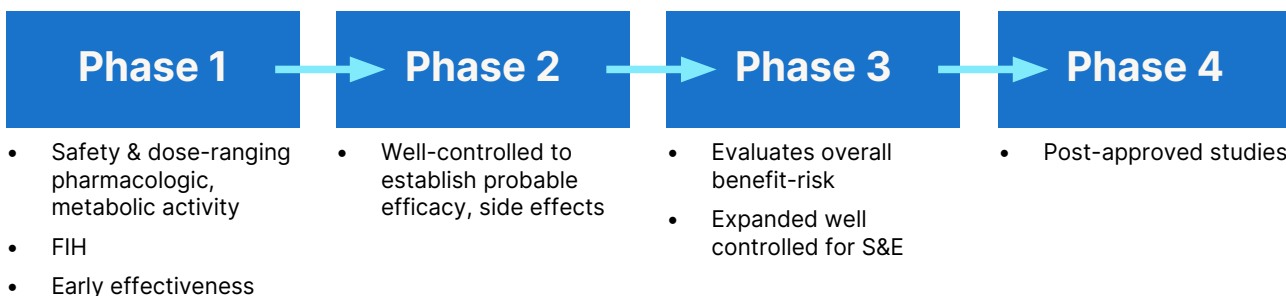 Phase 1
Phase 2
Phase 3
Phase 4
• Safety & dose-ranging
pharmacologic,
metabolic activity
• FIH
• Early effectiveness
• Well-controlled to
establish probable
efficacy, side effects
• Evaluates overall
benefit-risk
• Expanded well
controlled for S&E
• Post-approved studies